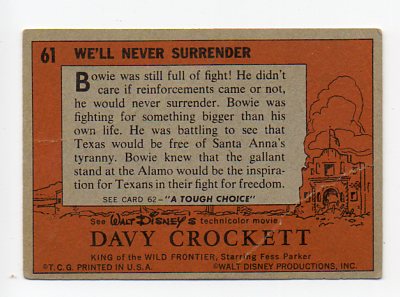 61 WE'LL NEVER SURRENDER
Bowie was still full of fight! He didn't
care if reinforcements came or not,
he would never surrender. Bowie was
fighting for something bigger than his
own life. He was battling to see that
Texas would be free of Santa Anna's
tyranny. Bowie knew that the gallant
stand at the Alamo would be the inspira-
tion for Texans in their fight for freedom.
SEE CARD 62—"A TOUGH CHOICE"
See WALT DISNEY'S technicolor movie
DAVY CROCKETT
KING of the WILD FRONTIER, Starring Fess Parker
©T.C.G. PRINTED IN U.S.A. ©WALT DISNEY PRODUCTIONS, INC.